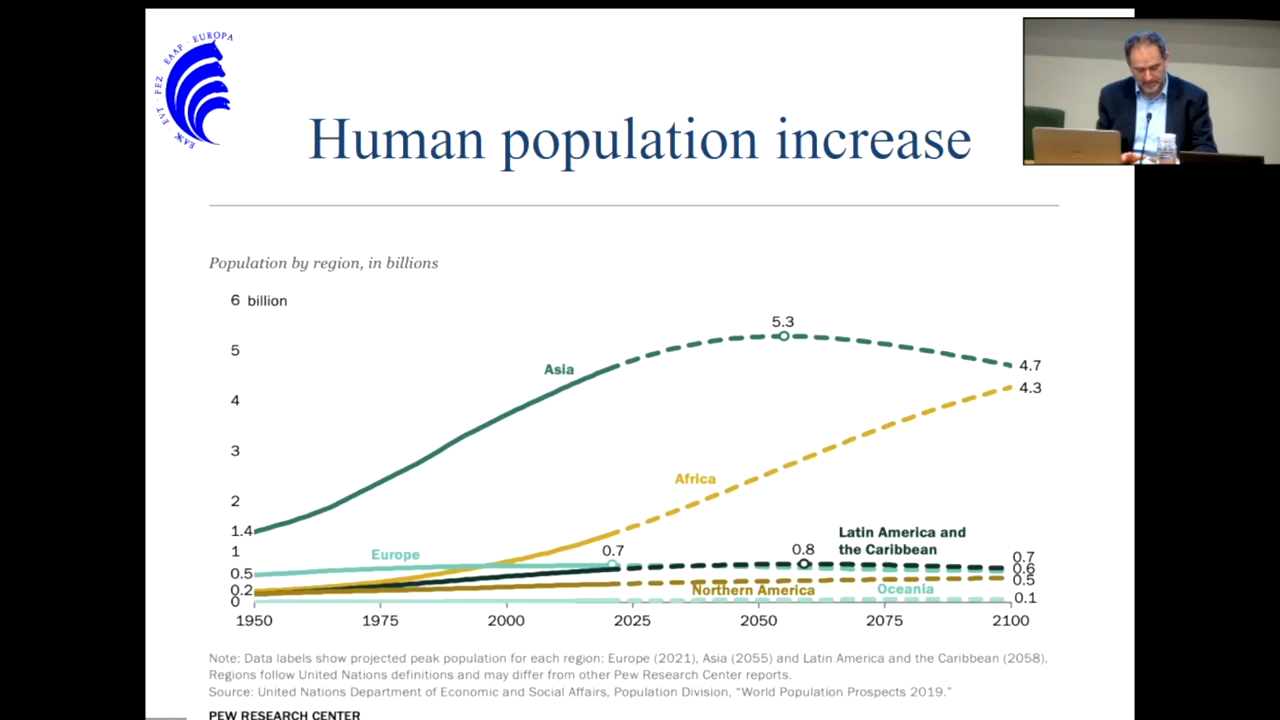 EVT · FEZ · EAAP · EUROPA
Human population increase
Population by region, in billions
6 billion
5
4
3
2
1.4
1
0.5
0.2
0
5.3
Asia
4.7
4.3
Africa
Europe
0.7
0.8
Latin America and
the Caribbean
0.7
0.6
0.5
Northern America
Oceania
0.1
1950 1975 2000 2025 2050 2075 2100
Note: Data labels show projected peak population for each region: Europe (2021), Asia (2055) and Latin America and the Caribbean (2058).
Regions follow United Nations definitions and may differ from other Pew Research Center reports.
Source: United Nations Department of Economic and Social Affairs, Population Division, “World Population Prospects 2019.”
PEW RESEARCH CENTER